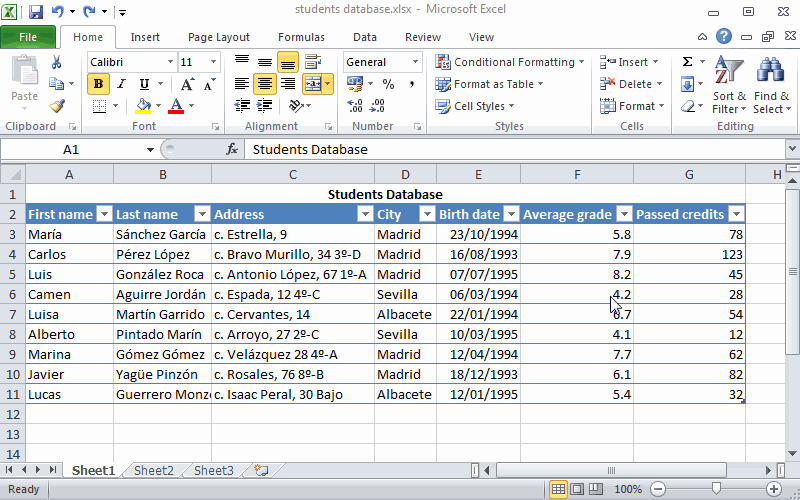 students database.xlsx - Microsoft Excel
File Home Insert Page Layout Formulas Data Review View
Calibri 11 General Conditional Formatting Insert Σ
Paste B I U A A % , Format as Table Delete Sort & Filter Find & Select
A Cell Styles Format
Clipboard Font Alignment Number Styles Cells Editing
A1 fx Students Database
A B C D E F G H
1 Students Database
2 First name Last name Address City Birth date Average grade Passed credits
3 María Sánchez García c. Estrella, 9 Madrid 23/10/1994 5.8 78
4 Carlos Pérez López c. Bravo Murillo, 34 3º-D Madrid 16/08/1993 7.9 123
5 Luis González Roca c. Antonio López, 67 1º-A Madrid 07/07/1995 8.2 45
6 Camen Aguirre Jordán c. Espada, 12 4º-C Sevilla 06/03/1994 4.2 28
7 Luisa Martín Garrido c. Cervantes, 14 Albacete 22/01/1994 6.7 54
8 Alberto Pintado Marín c. Arroyo, 27 2º-C Sevilla 10/03/1995 4.1 12
9 Marina Gómez Gómez c. Velázquez 28 4º-A Madrid 12/04/1994 7.7 62
10 Javier Yagüe Pinzón c. Rosales, 76 8º-B Madrid 18/12/1993 6.1 82
11 Lucas Guerrero Monz c. Isaac Peral, 30 Bajo Albacete 12/01/1995 5.4 32
12
13
14
Sheet1 Sheet2 Sheet3
Ready 100%